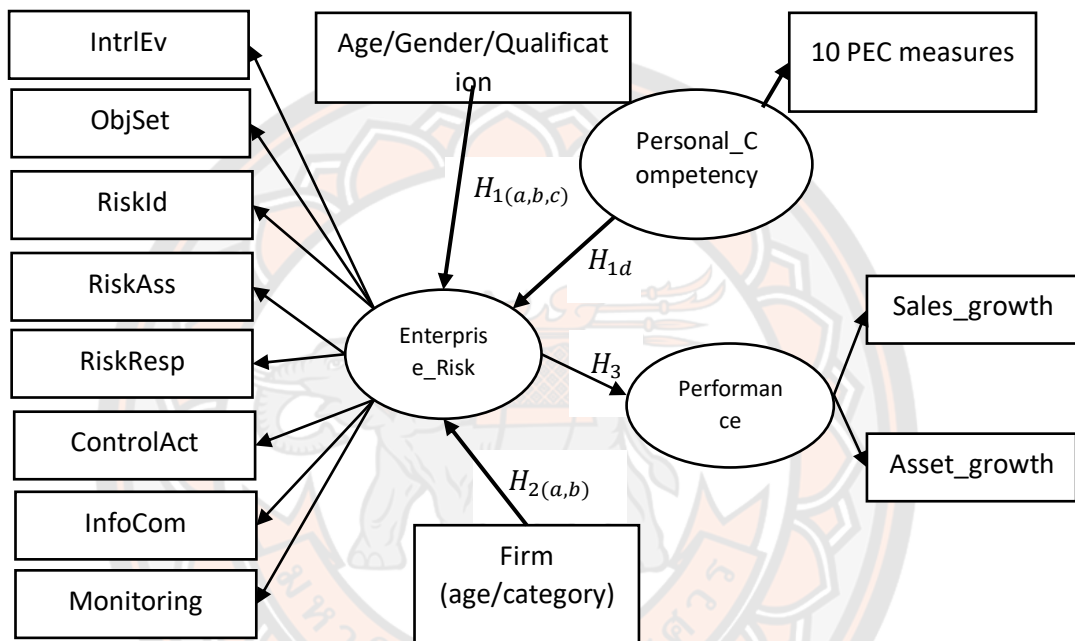 IntrlEv
ObjSet
RiskId
RiskAss
RiskResp
ControlAct
InfoCom
Monitoring
Age/Gender/Qualificat
ion
10 PEC measures
Personal_C
ompetency
H1(a,b,c)
H1d
Enterpris
e_Risk
H3
Performan
ce
Sales_growth
Asset_growth
H2(a,b)
Firm
(age/category)